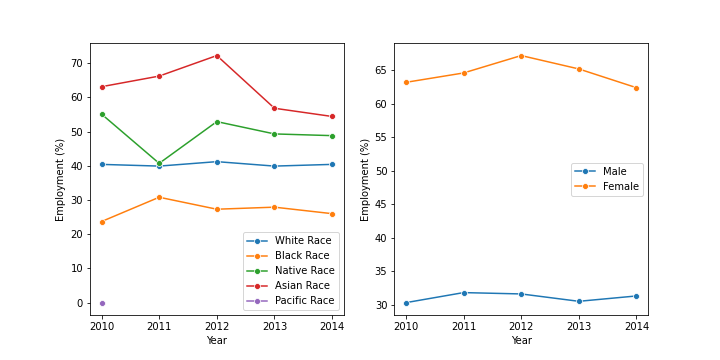 Employment (%)
70
60
50
40
30
20
10
0
2010 2011 2012 2013 2014
Year
White Race
Black Race
Native Race
Asian Race
Pacific Race
Employment (%)
65
60
55
50
45
40
35
30
2010 2011 2012 2013 2014
Year
Male
Female